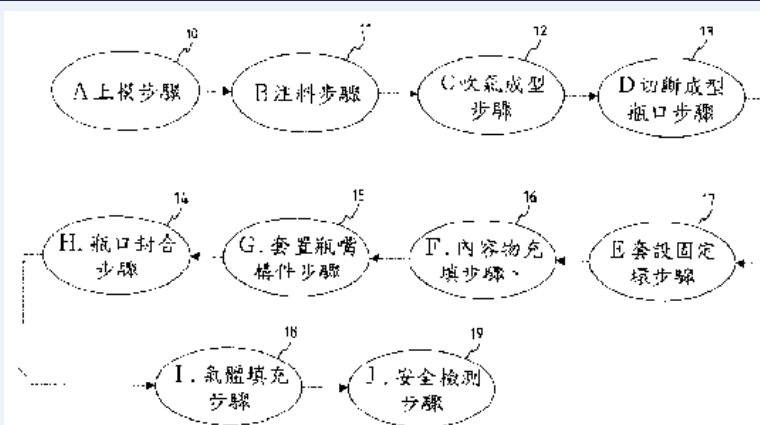 10
11
12
13
A上模步驟
B注料步驟
C吹氣成型
步驟
D切斷成型
瓶口步驟
14
15
16
17
H.瓶口封合
步驟
G.套置瓶嘴
構件步驟
F.內容物充
填步驟、
E套設固定
環步驟
18
19
I.氣體填充
步驟
J.安全檢測
步驟